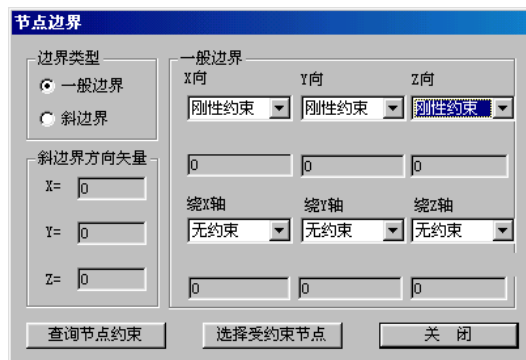 节点边界
边界类型
一般边界
斜边界
斜边界方向矢量
X= 0
Y= 0
Z= 0
一般边界
X向 Y向 Z向
刚性约束 刚性约束 刚性约束
0 0 0
绕X轴 绕Y轴 绕Z轴
无约束 无约束 无约束
0 0 0
查询节点约束 选择受约束节点 关 闭